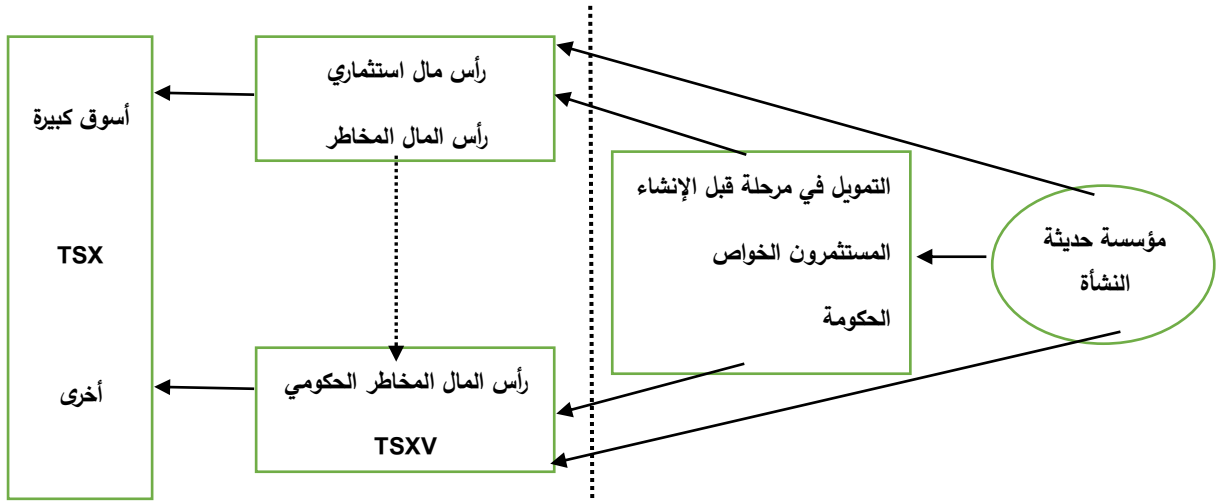 مؤسسة حديثة
النشأة
التمويل في مرحلة قبل الإنشاء
المستثمرون الخواص
الحكومة
رأس مال استثماري
رأس المال المخاطر
رأس المال المخاطر الحكومي
TSXV
أسوق كبيرة
TSX
أخرى